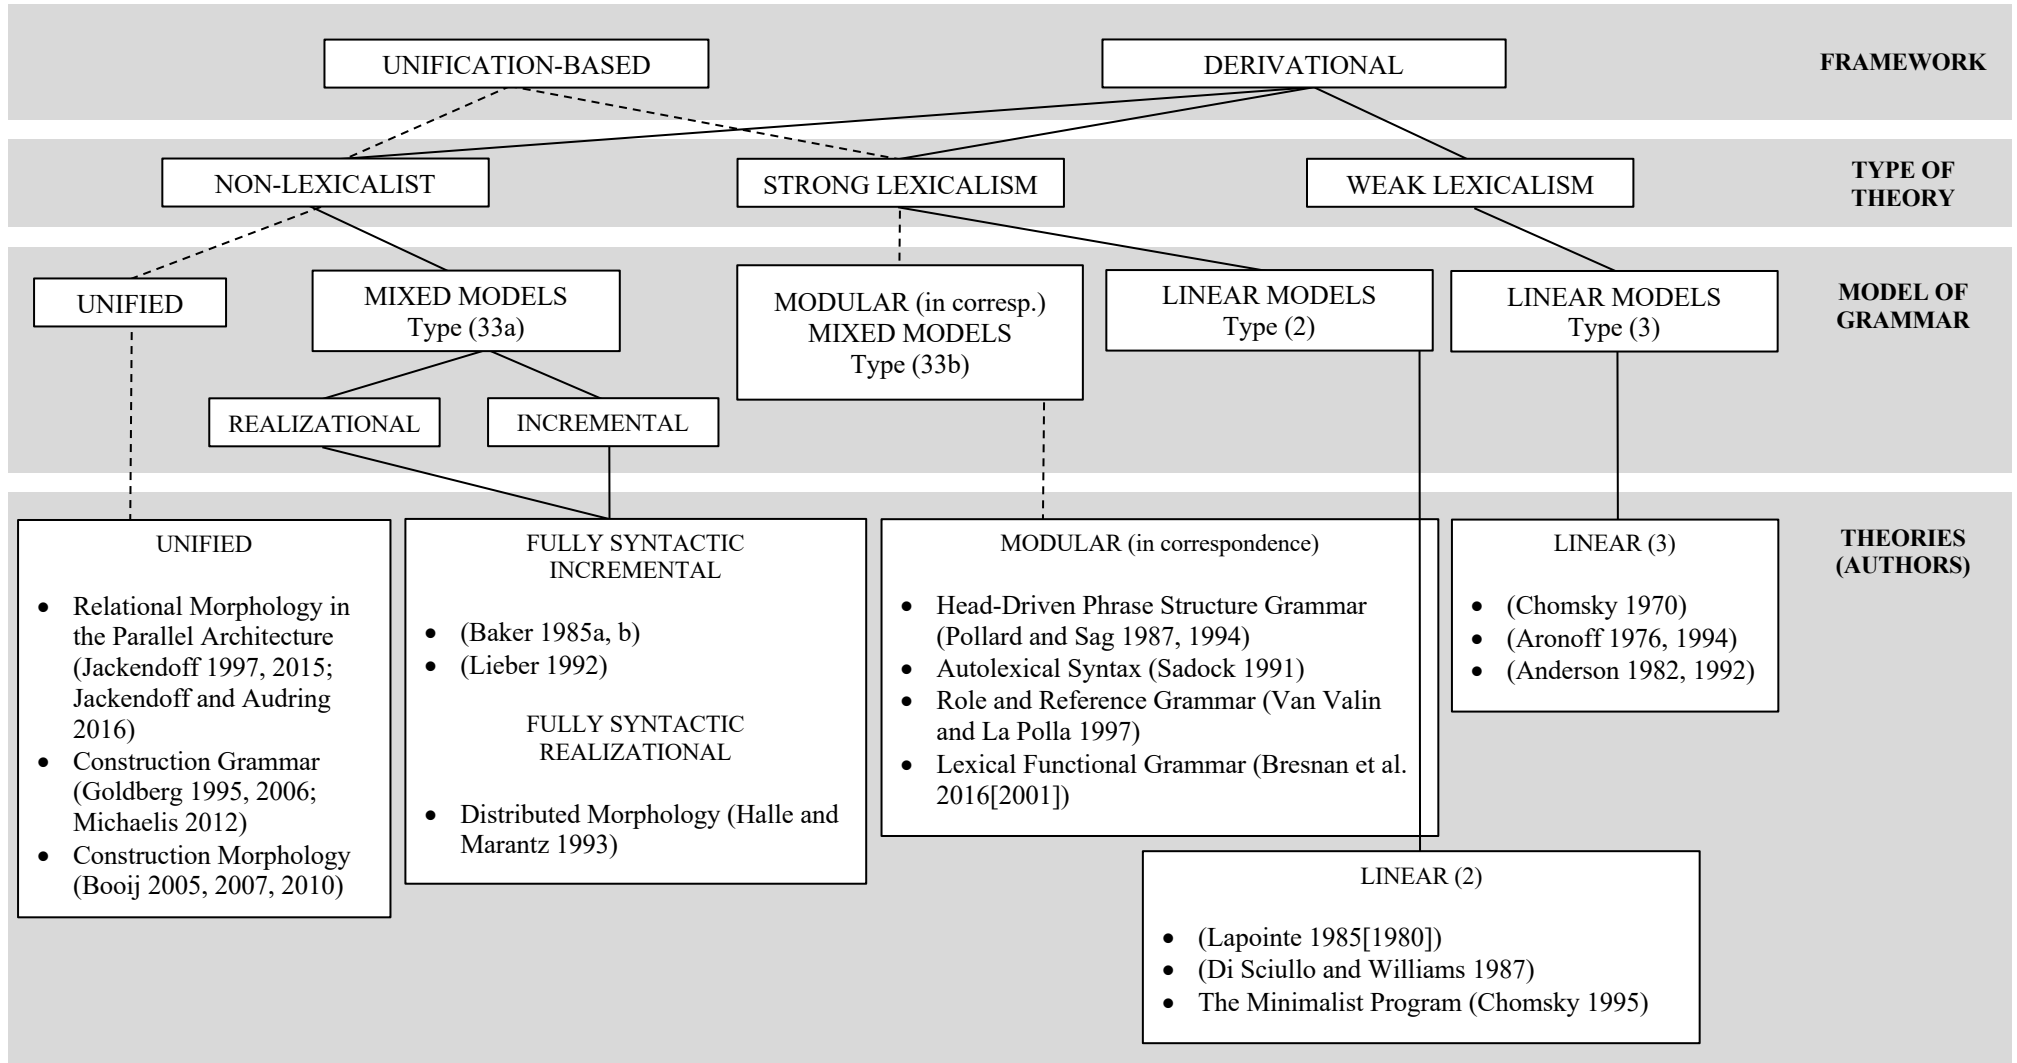 UNIFICATION-BASED
DERIVATIONAL
FRAMEWORK
NON-LEXICALIST
STRONG LEXICALISM
WEAK LEXICALISM
TYPE OF
THEORY
UNIFIED
MIXED MODELS
Type (33a)
MODULAR (in corresp.)
MIXED MODELS
Type (33b)
LINEAR MODELS
Type (2)
LINEAR MODELS
Type (3)
MODEL OF
GRAMMAR
REALIZATIONAL
INCREMENTAL
UNIFIED
• Relational Morphology in
the Parallel Architecture
(Jackendoff 1997, 2015;
Jackendoff and Audring
2016)
• Construction Grammar
(Goldberg 1995, 2006;
Michaelis 2012)
• Construction Morphology
(Booij 2005, 2007, 2010)
FULLY SYNTACTIC
INCREMENTAL
• (Baker 1985a, b)
• (Lieber 1992)
FULLY SYNTACTIC
REALIZATIONAL
• Distributed Morphology (Halle and
Marantz 1993)
MODULAR (in correspondence)
• Head-Driven Phrase Structure Grammar
(Pollard and Sag 1987, 1994)
• Autolexical Syntax (Sadock 1991)
• Role and Reference Grammar (Van Valin
and La Polla 1997)
• Lexical Functional Grammar (Bresnan et al.
2016[2001])
LINEAR (3)
• (Chomsky 1970)
• (Aronoff 1976, 1994)
• (Anderson 1982, 1992)
THEORIES
(AUTHORS)
LINEAR (2)
• (Lapointe 1985[1980])
• (Di Sciullo and Williams 1987)
• The Minimalist Program (Chomsky 1995)